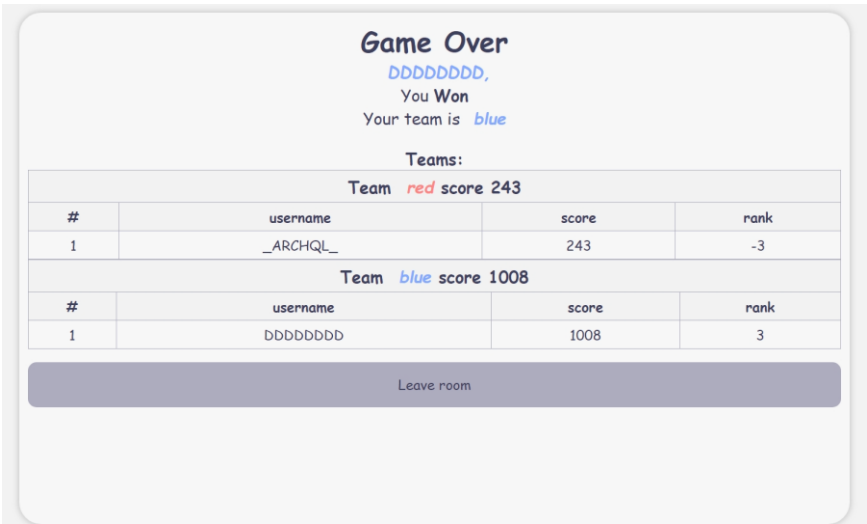 Game Over
DDDDDDDD,
You Won
Your team is blue
Teams:
Team red score 243
# username score rank
1 _ARCHQL_ 243 -3
Team blue score 1008
# username score rank
1 DDDDDDDD 1008 3
Leave room